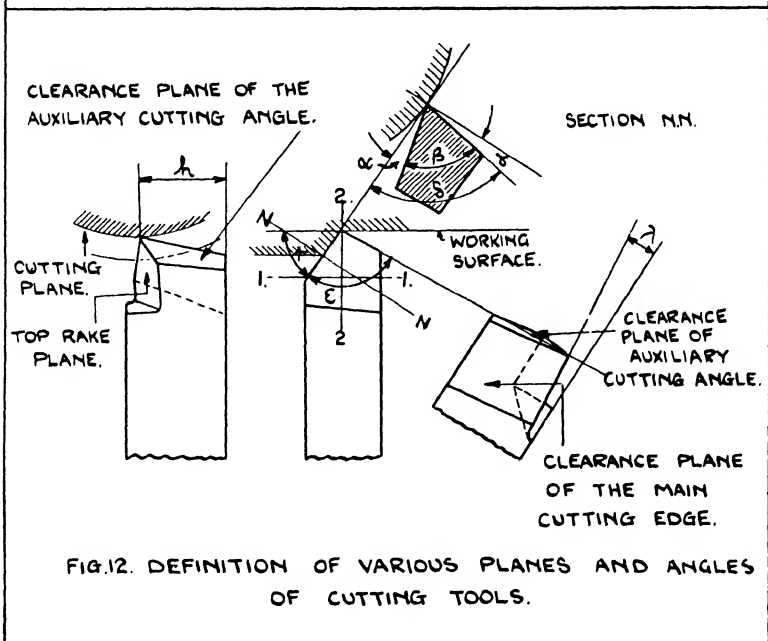 CLEARANCE PLANE OF THE
AUXILIARY CUTTING ANGLE.
SECTION N.N.
h
α
β
γ
δ
2.
N
WORKING
SURFACE.
λ
CUTTING
PLANE.
1.
1.
ε
N
2
TOP RAKE
PLANE.
CLEARANCE
PLANE OF
AUXILIARY
CUTTING ANGLE.
CLEARANCE PLANE
OF THE MAIN
CUTTING EDGE.
FIG.12. DEFINITION OF VARIOUS PLANES AND ANGLES
OF CUTTING TOOLS.